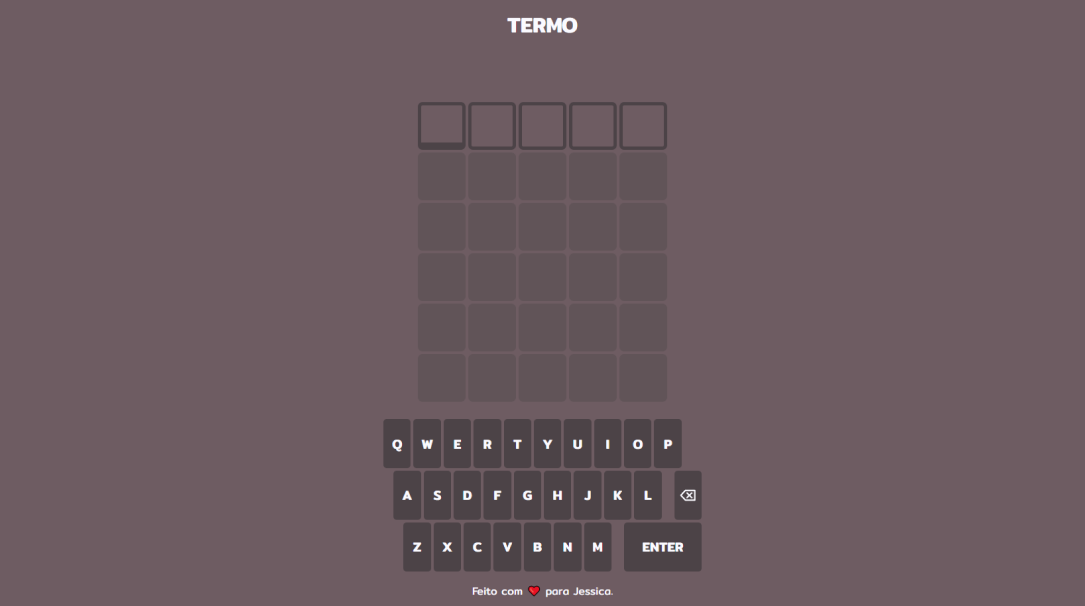 TERMO
Q W E R T Y U I O P
A S D F G H J K L
Z X C V B N M ENTER
Feito com ❤️ para Jessica.